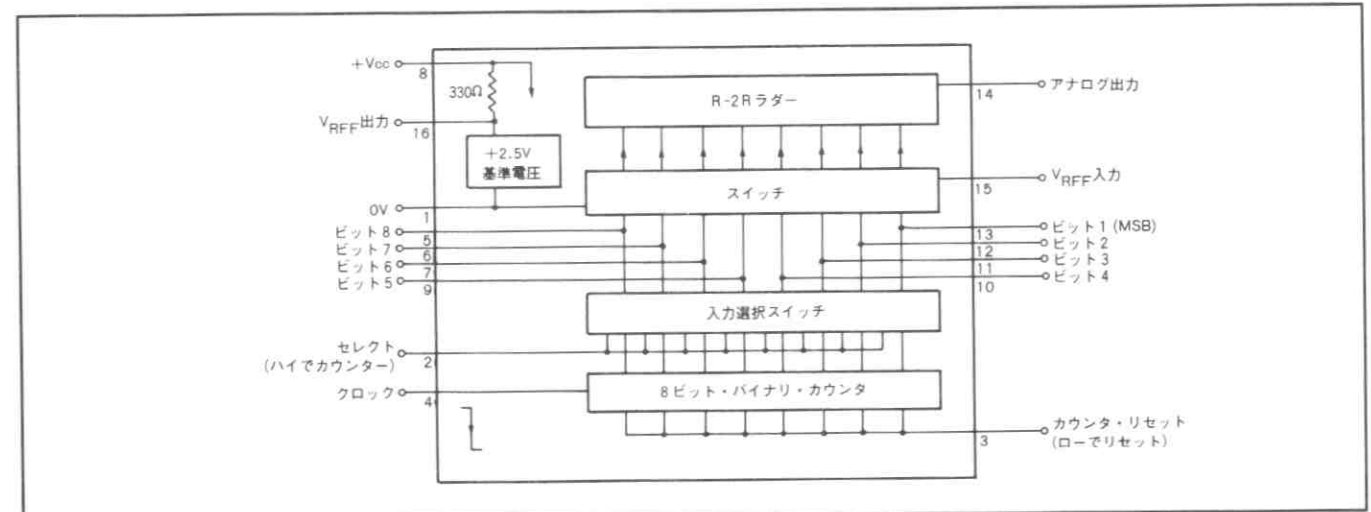 +Vcc
8
330Ω
VRFF出力
16
+2.5V
基準電圧
0V
1
ビット8
5
ビット7
6
ビット6
7
ビット5
9
セレクト
(ハイでカウンター)
2
クロック
4
R-2Rラダー
スイッチ
入力選択スイッチ
8ビット・バイナリ・カウンタ
14
アナログ出力
15
VRFF入力
13
ビット1 (MSB)
12
ビット2
11
ビット3
10
ビット4
3
カウンタ・リセット
(ローでリセット)